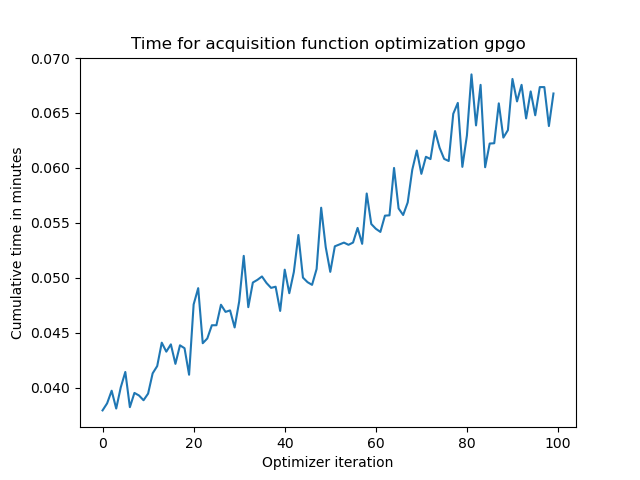 Time for acquisition function optimization gpgo
0.070
0.065
0.060
0.055
0.050
0.045
0.040
Cumulative time in minutes
0 20 40 60 80 100
Optimizer iteration